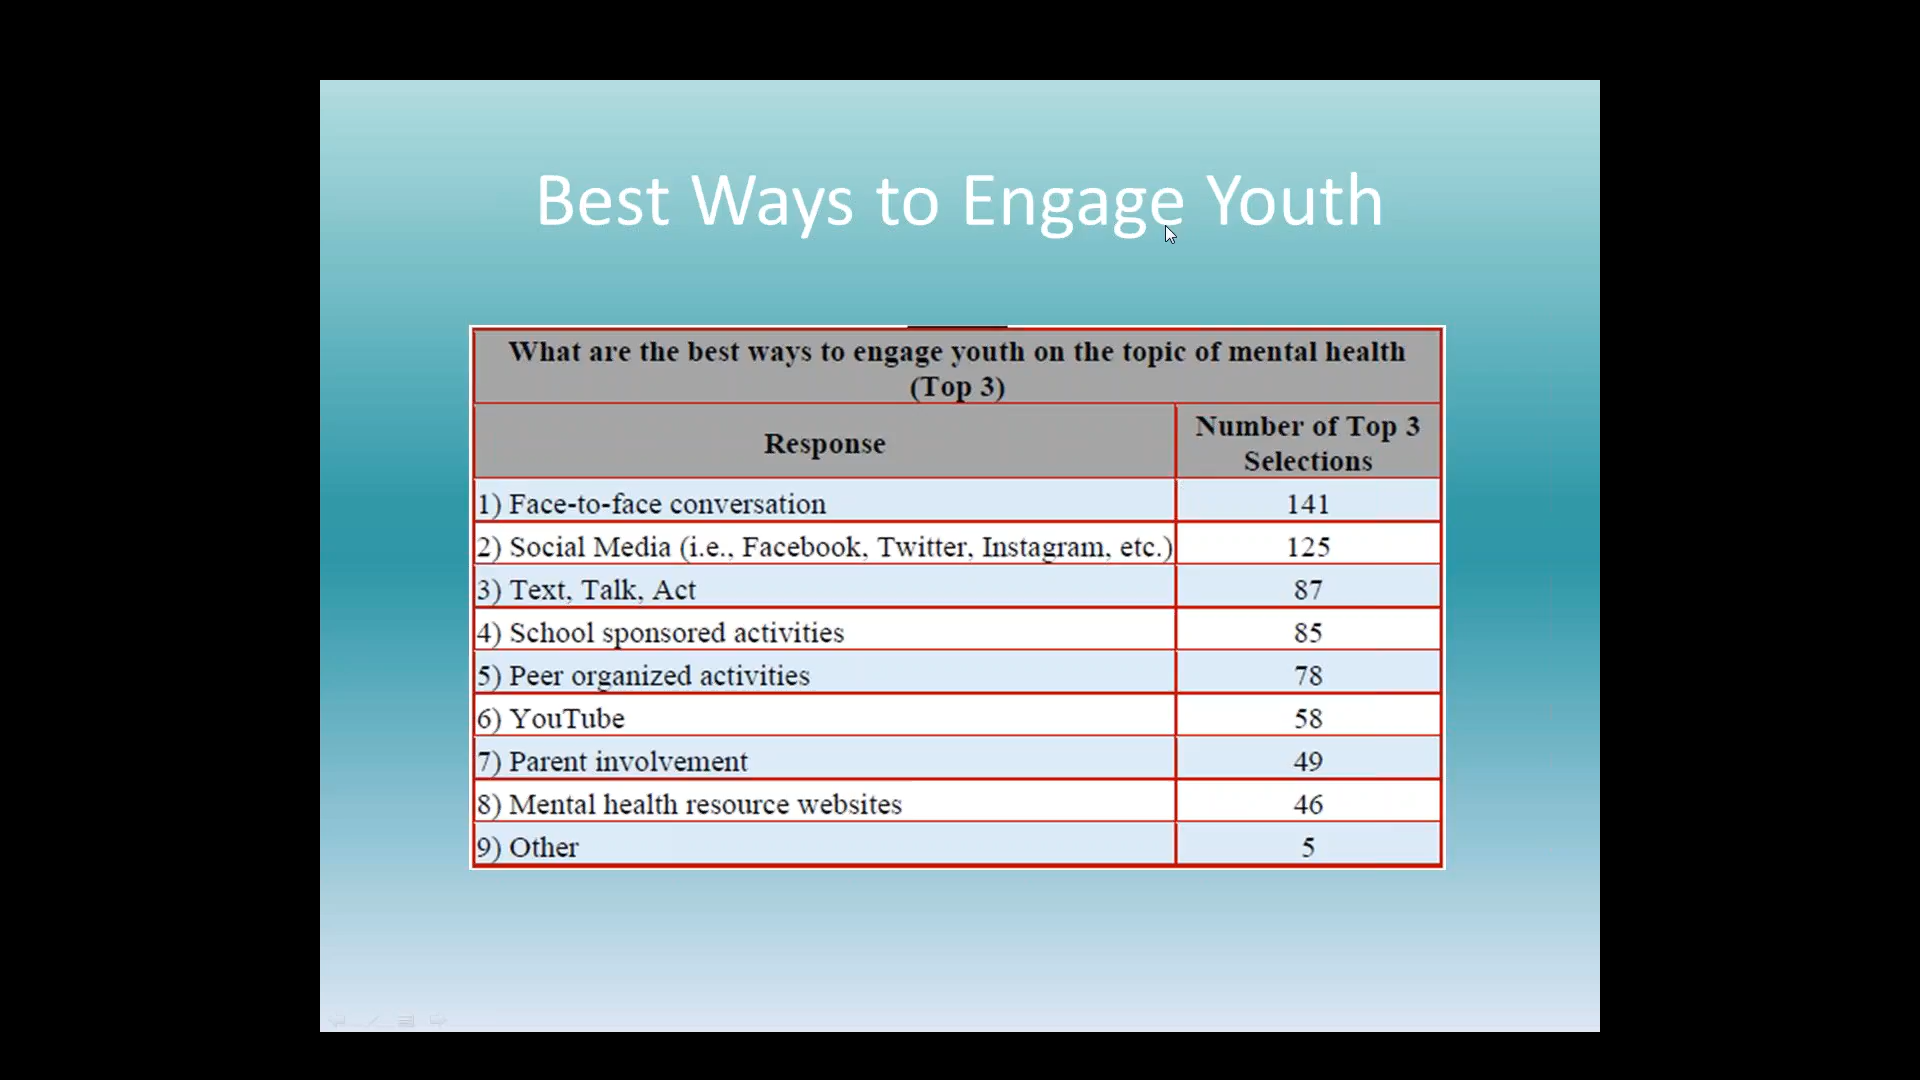 Best Ways to Engage Youth
What are the best ways to engage youth on the topic of mental health
(Top 3)
Response
Number of Top 3
Selections
1) Face-to-face conversation 141
2) Social Media (i.e., Facebook, Twitter, Instagram, etc.) 125
3) Text, Talk, Act 87
4) School sponsored activities 85
5) Peer organized activities 78
6) YouTube 58
7) Parent involvement 49
8) Mental health resource websites 46
9) Other 5